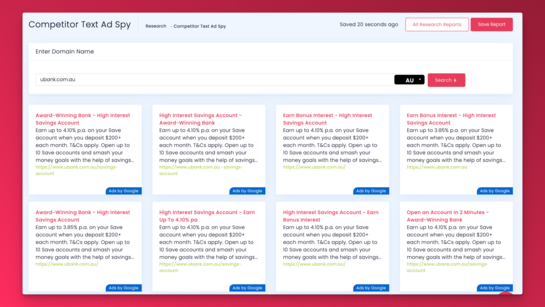 Competitor Text Ad Spy
Research - Competitor Text Ad Spy
Saved 20 seconds ago
All Research Reports
Save Report
Enter Domain Name
ubank.com.au
AU
Search
Award-Winning Bank - High Interest
Savings Account
Earn up to 4.10% p.a. on your Save
account when you deposit $200+
each month. T&Cs apply. Open up to
10 Save accounts and smash your
money goals with the help of savings...
https://www.ubank.com.au/savings-
account
Ads by Google
High Interest Savings Account -
Award-Winning Bank
Earn up to 4.10% p.a. on your Save
account when you deposit $200+
each month. T&Cs apply. Open up to
10 Save accounts and smash your
money goals with the help of savings...
https://www.ubank.com.au/savings-
account
Ads by Google
Earn Bonus Interest - High Interest
Savings Account
Earn up to 4.10% p.a. on your Save
account when you deposit $200+
each month. T&Cs apply. Open up to
10 Save accounts and smash your
money goals with the help of savings...
https://www.ubank.com.au/
Ads by Google
Earn Bonus Interest - High Interest
Savings Account
Earn up to 3.85% p.a. on your Save
account when you deposit $200+
each month. T&Cs apply. Open up to
10 Save accounts and smash your
money goals with the help of savings...
https://www.ubank.com.au
Ads by Google
Award-Winning Bank - High Interest
Savings Account
Earn up to 3.85% p.a. on your Save
account when you deposit $200+
each month. T&Cs apply. Open up to
10 Save accounts and smash your
money goals with the help of savings...
https://www.ubank.com.au/
Ads by Google
High Interest Savings Account - Earn
Up To 4.10% pa
Earn up to 4.10% p.a. on your Save
account when you deposit $200+
each month. T&Cs apply. Open up to
10 Save accounts and smash your
money goals with the help of savings...
https://www.ubank.com.au/savings-
account
Ads by Google
High Interest Savings Account - Earn
Bonus Interest
Earn up to 4.10% p.a. on your Save
account when you deposit $200+
each month. T&Cs apply. Open up to
10 Save accounts and smash your
money goals with the help of savings...
https://www.ubank.com.au/
Ads by Google
Open an Account in 2 Minutes -
Award-Winning Bank
Earn up to 4.10% p.a. on your Save
account when you deposit $200+
each month. T&Cs apply. Open up to
10 Save accounts and smash your
money goals with the help of savings...
https://www.ubank.com.au/savings-
account
Ads by Google